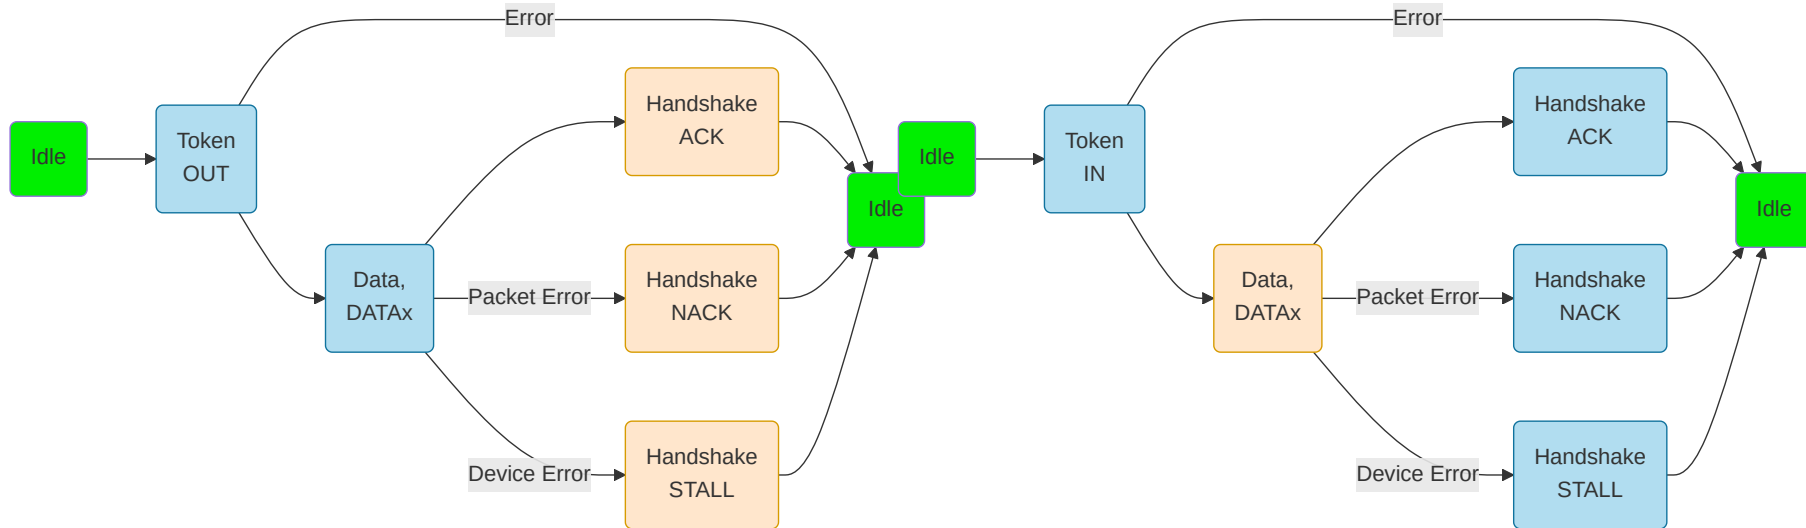 Error
Handshake
ACK
Idle
Token
OUT
Idle
Data,
DATAx
Packet Error
Handshake
NACK
Device Error
Handshake
STALL
Error
Handshake
ACK
Idle
Token
IN
Idle
Data,
DATAx
Packet Error
Handshake
NACK
Device Error
Handshake
STALL